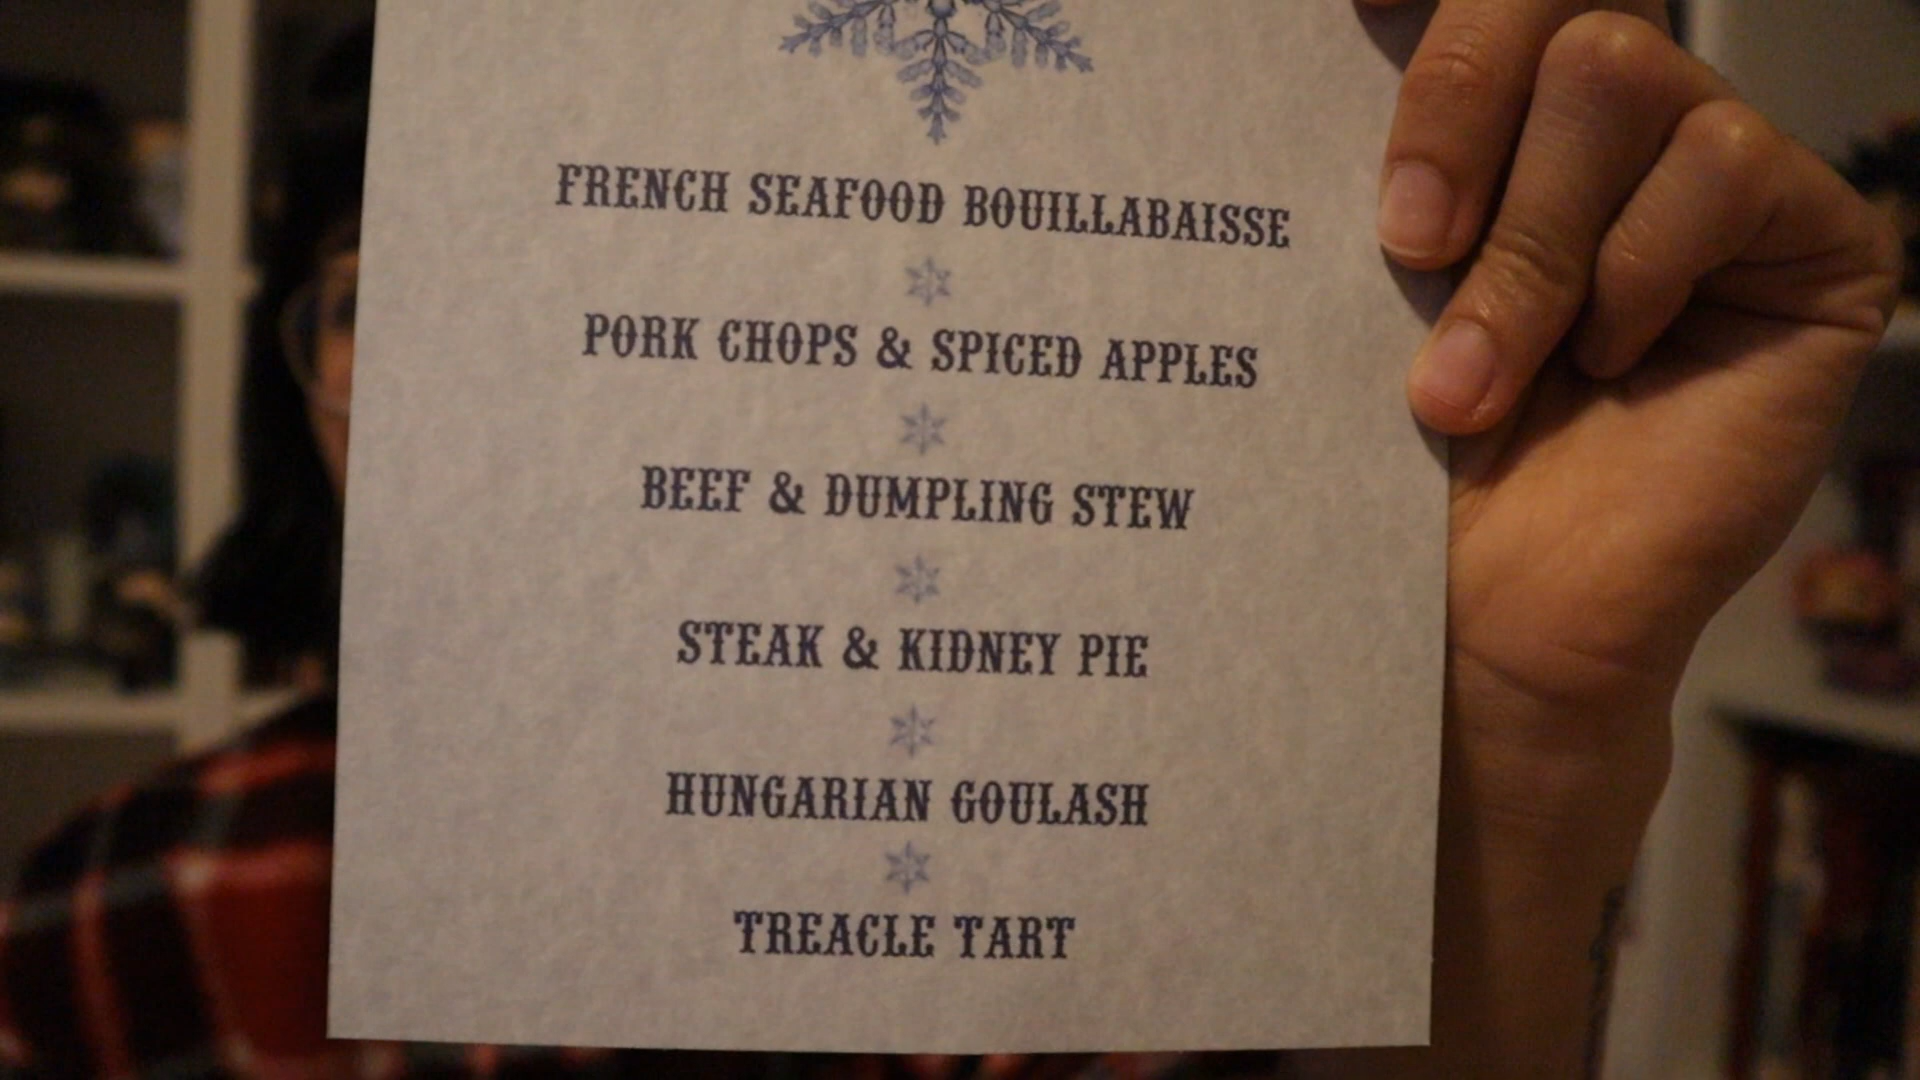 FRENCH SEAFOOD BOUILLABAISSE
PORK CHOPS & SPICED APPLES
BEEF & DUMPLING STEW
STEAK & KIDNEY PIE
HUNGARIAN GOULASH
TREACLE TART